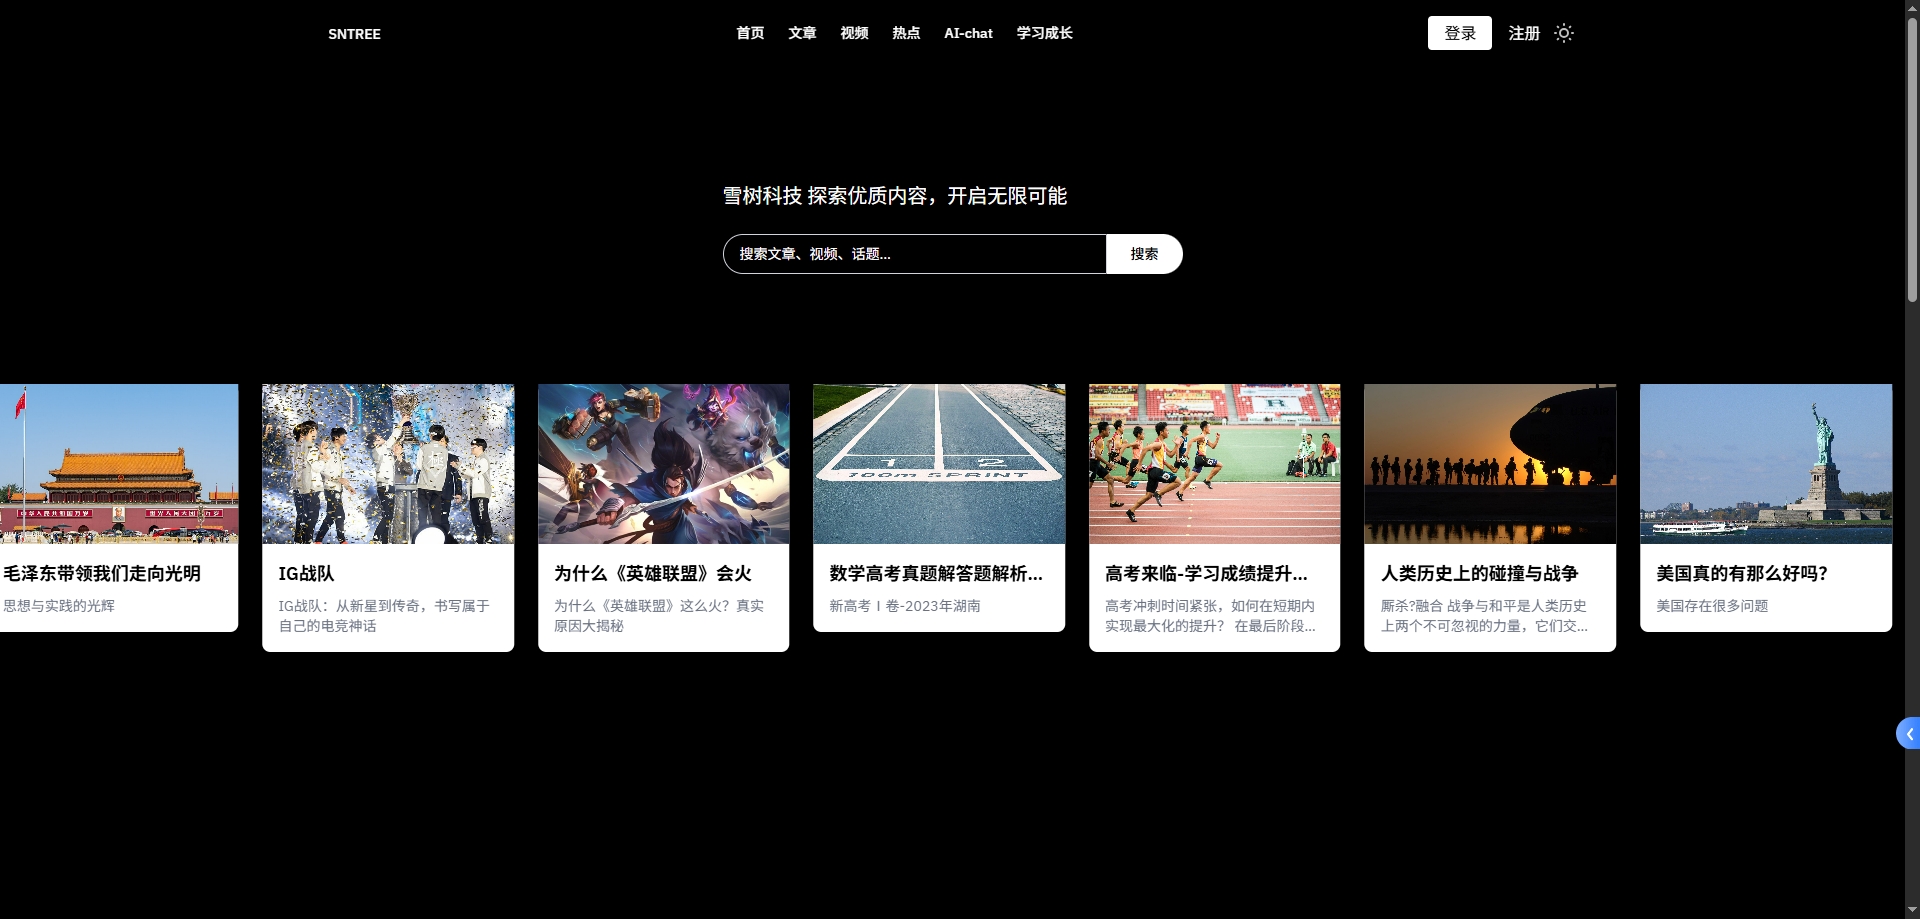 SNTREE
首页 文章 视频 热点 AI-chat 学习成长
登录 注册
雪树科技 探索优质内容，开启无限可能
搜索文章、视频、话题...
搜索
毛泽东带领我们走向光明
思想与实践的光辉
IG战队
IG战队：从新星到传奇，书写属于
自己的电竞神话
为什么《英雄联盟》会火
为什么《英雄联盟》这么火？真实
原因大揭秘
100m SPRINT
1 2
数学高考真题解答题解析...
新高考Ⅰ卷-2023年湖南
高考来临-学习成绩提升...
高考冲刺时间紧张，如何在短期内
实现最大化的提升？ 在最后阶段...
人类历史上的碰撞与战争
厮杀?融合 战争与和平是人类历史
上两个不可忽视的力量，它们交...
美国真的有那么好吗？
美国存在很多问题